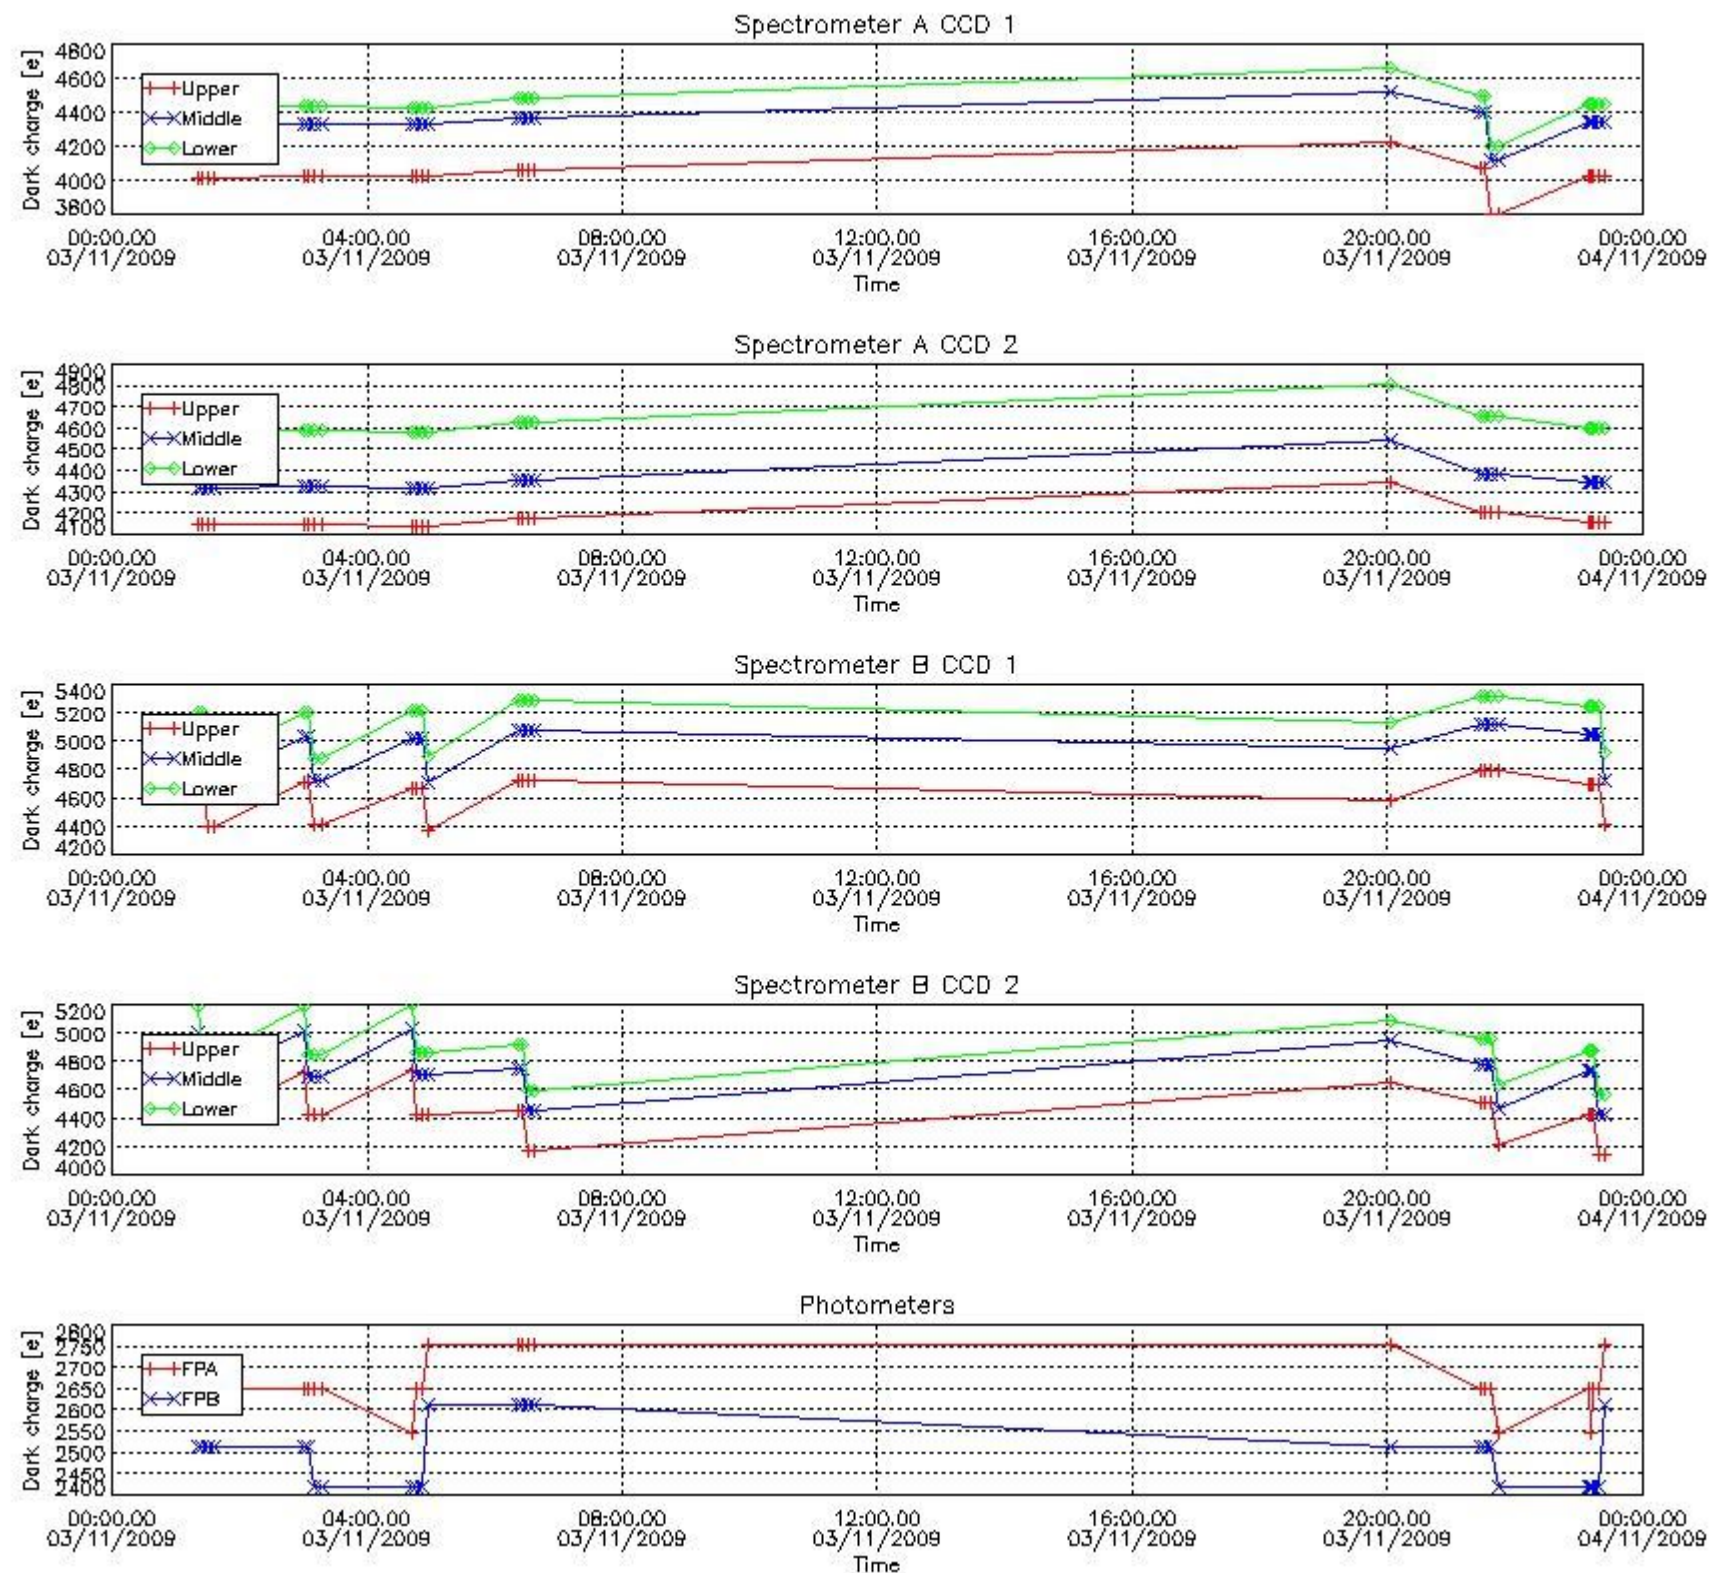 Spectrometer A CCD 1
Dark charge [e]
4800
4600
4400
4200
4000
3800
Upper
Middle
Lower
00:00.00 04:00.00 08:00.00 12:00.00 16:00.00 20:00.00 00:00.00
03/11/2009 03/11/2009 03/11/2009 03/11/2009 03/11/2009 03/11/2009 04/11/2009
Time
Spectrometer A CCD 2
Dark charge [e]
4900
4800
4700
4600
4500
4400
4300
4200
4100
Upper
Middle
Lower
00:00.00 04:00.00 08:00.00 12:00.00 16:00.00 20:00.00 00:00.00
03/11/2009 03/11/2009 03/11/2009 03/11/2009 03/11/2009 03/11/2009 04/11/2009
Time
Spectrometer B CCD 1
Dark charge [e]
5400
5200
5000
4800
4600
4400
4200
Upper
Middle
Lower
00:00.00 04:00.00 08:00.00 12:00.00 16:00.00 20:00.00 00:00.00
03/11/2009 03/11/2009 03/11/2009 03/11/2009 03/11/2009 03/11/2009 04/11/2009
Time
Spectrometer B CCD 2
Dark charge [e]
5200
5000
4800
4600
4400
4200
4000
Upper
Middle
Lower
00:00.00 04:00.00 08:00.00 12:00.00 16:00.00 20:00.00 00:00.00
03/11/2009 03/11/2009 03/11/2009 03/11/2009 03/11/2009 03/11/2009 04/11/2009
Time
Photometers
Dark charge [e]
2800
2750
2700
2650
2600
2550
2500
2450
2400
FPA
FPB
00:00.00 04:00.00 08:00.00 12:00.00 16:00.00 20:00.00 00:00.00
03/11/2009 03/11/2009 03/11/2009 03/11/2009 03/11/2009 03/11/2009 04/11/2009
Time